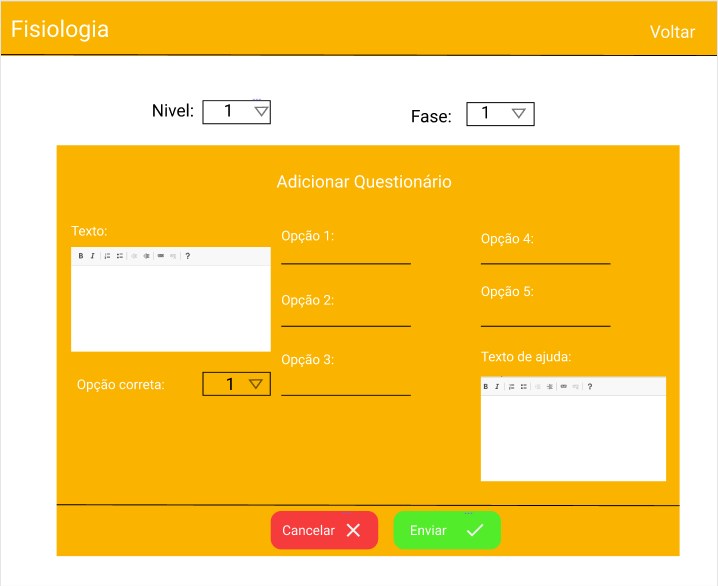 Fisiologia
Voltar
Nivel: 1
Fase: 1
Adicionar Questionário
Texto:
B I ?
Opção correta: 1
Opção 1:
Opção 2:
Opção 3:
Opção 4:
Opção 5:
Texto de ajuda:
B I ?
Cancelar
Enviar